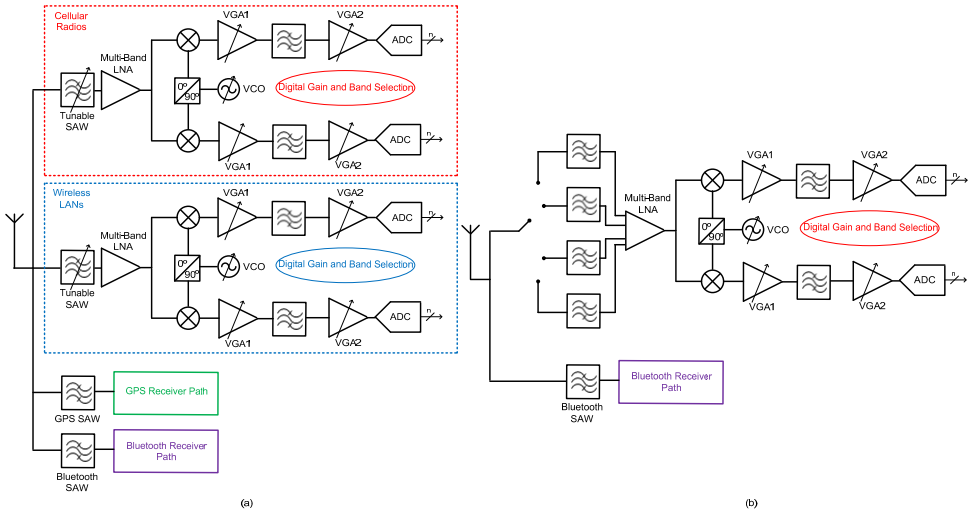 Cellular
Radios
Multi-Band
LNA
Tunable
SAW
VGA1
VGA2
ADC
n
0º
90º
VCO
Digital Gain and Band Selection
VGA1
VGA2
ADC
n
Wireless
LANs
Multi-Band
LNA
Tunable
SAW
VGA1
VGA2
ADC
n
0º
90º
VCO
Digital Gain and Band Selection
VGA1
VGA2
ADC
n
GPS SAW
GPS Receiver Path
Bluetooth
SAW
Bluetooth Receiver
Path
(a)
Multi-Band
LNA
VGA1
VGA2
ADC
n
0º
90º
VCO
Digital Gain and Band Selection
VGA1
VGA2
ADC
n
Bluetooth
SAW
Bluetooth Receiver
Path
(b)